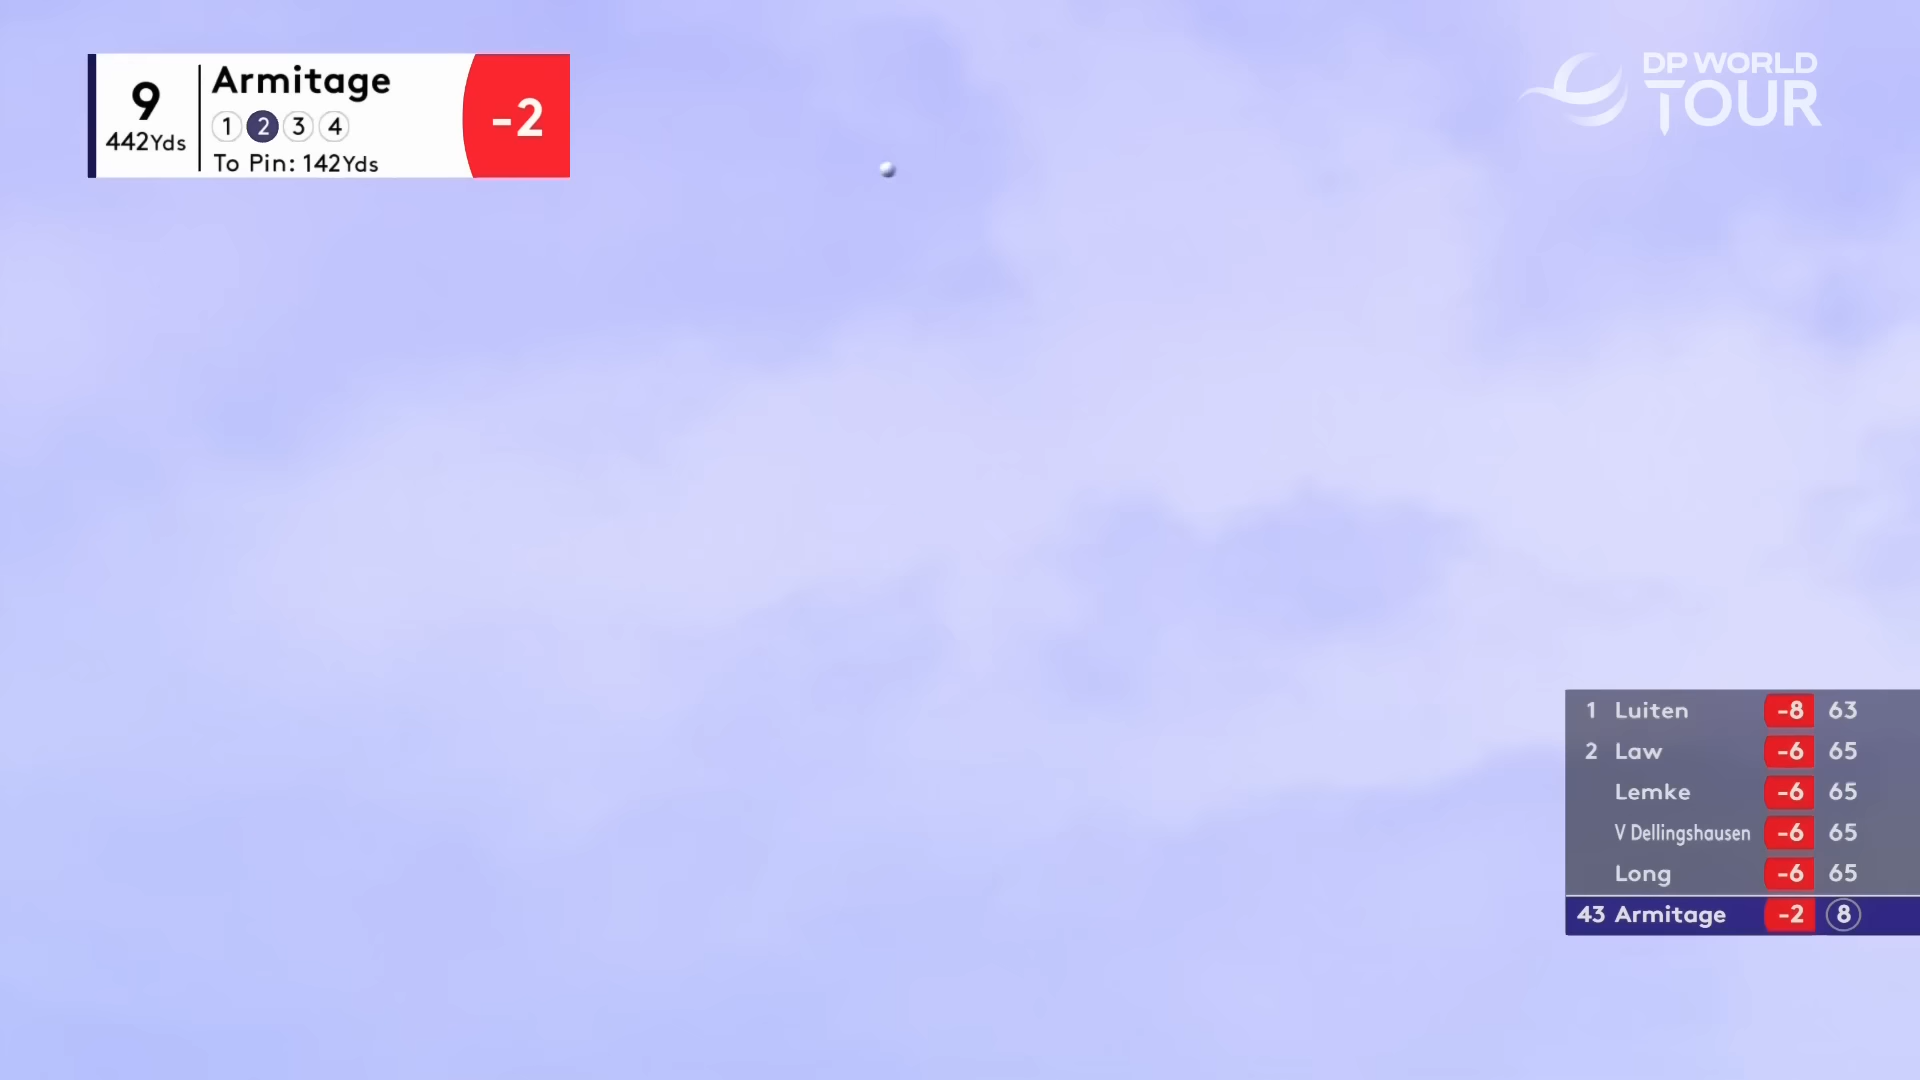 9
442Yds
Armitage
1 2 3 4
To Pin: 142Yds
-2
DP WORLD
TOUR
1 Luiten -8 63
2 Law -6 65
Lemke -6 65
V Dellingshausen -6 65
Long -6 65
43 Armitage -2 8